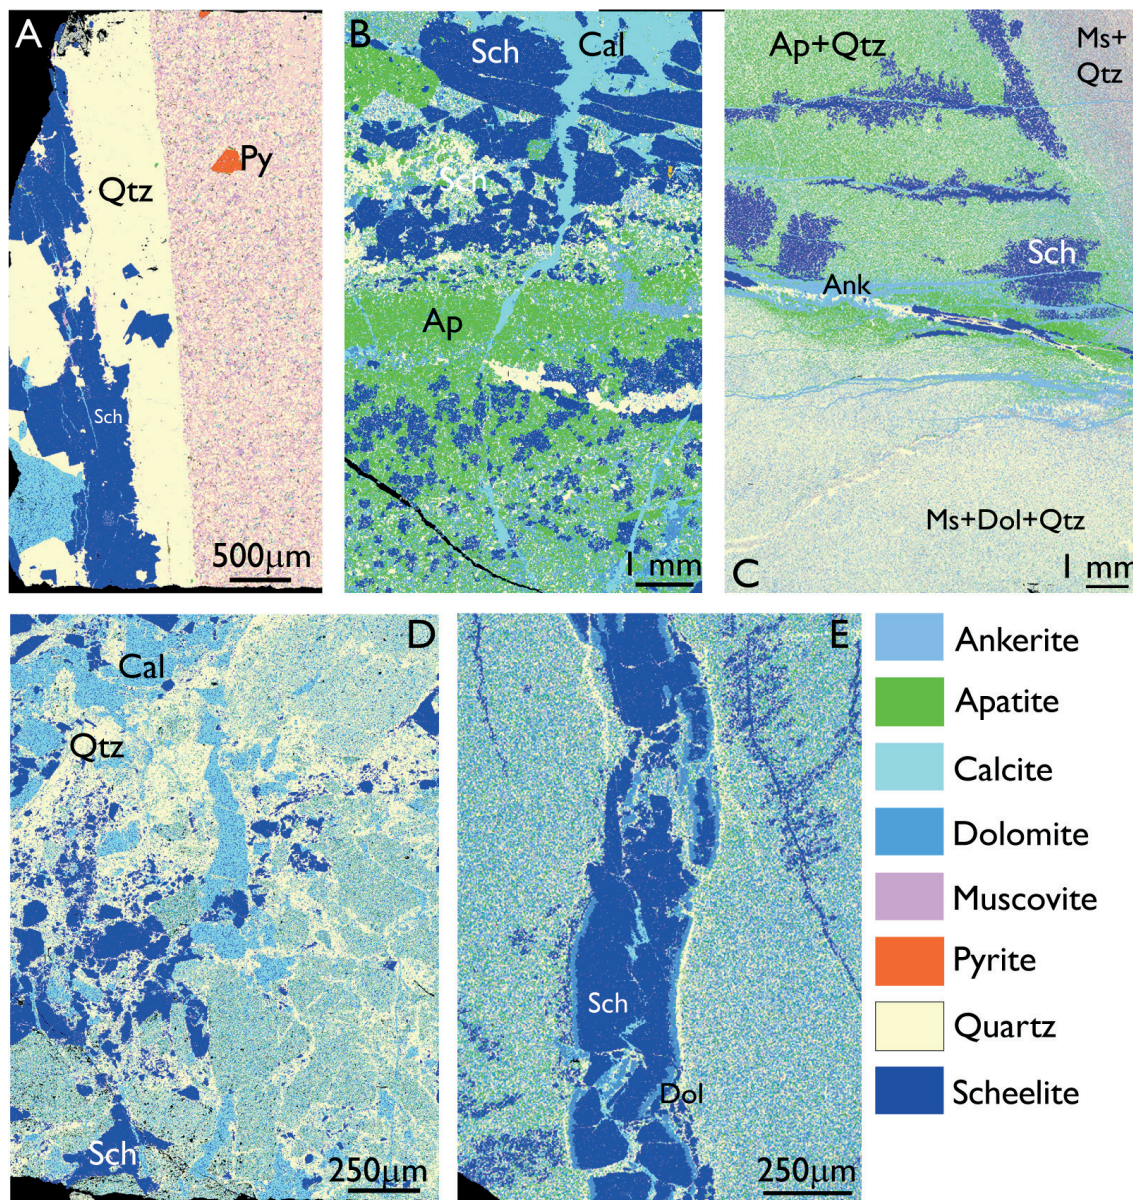 A
Qtz
Py
Sch
500μm
B
Sch
Cal
Sch
Ap
1 mm
Ap+Qtz
Ms+
Qtz
Sch
Ank
Ms+Dol+Qtz
C
1 mm
D
Cal
Qtz
Sch
250μm
E
Sch
Dol
250μm
Ankerite
Apatite
Calcite
Dolomite
Muscovite
Pyrite
Quartz
Scheelite